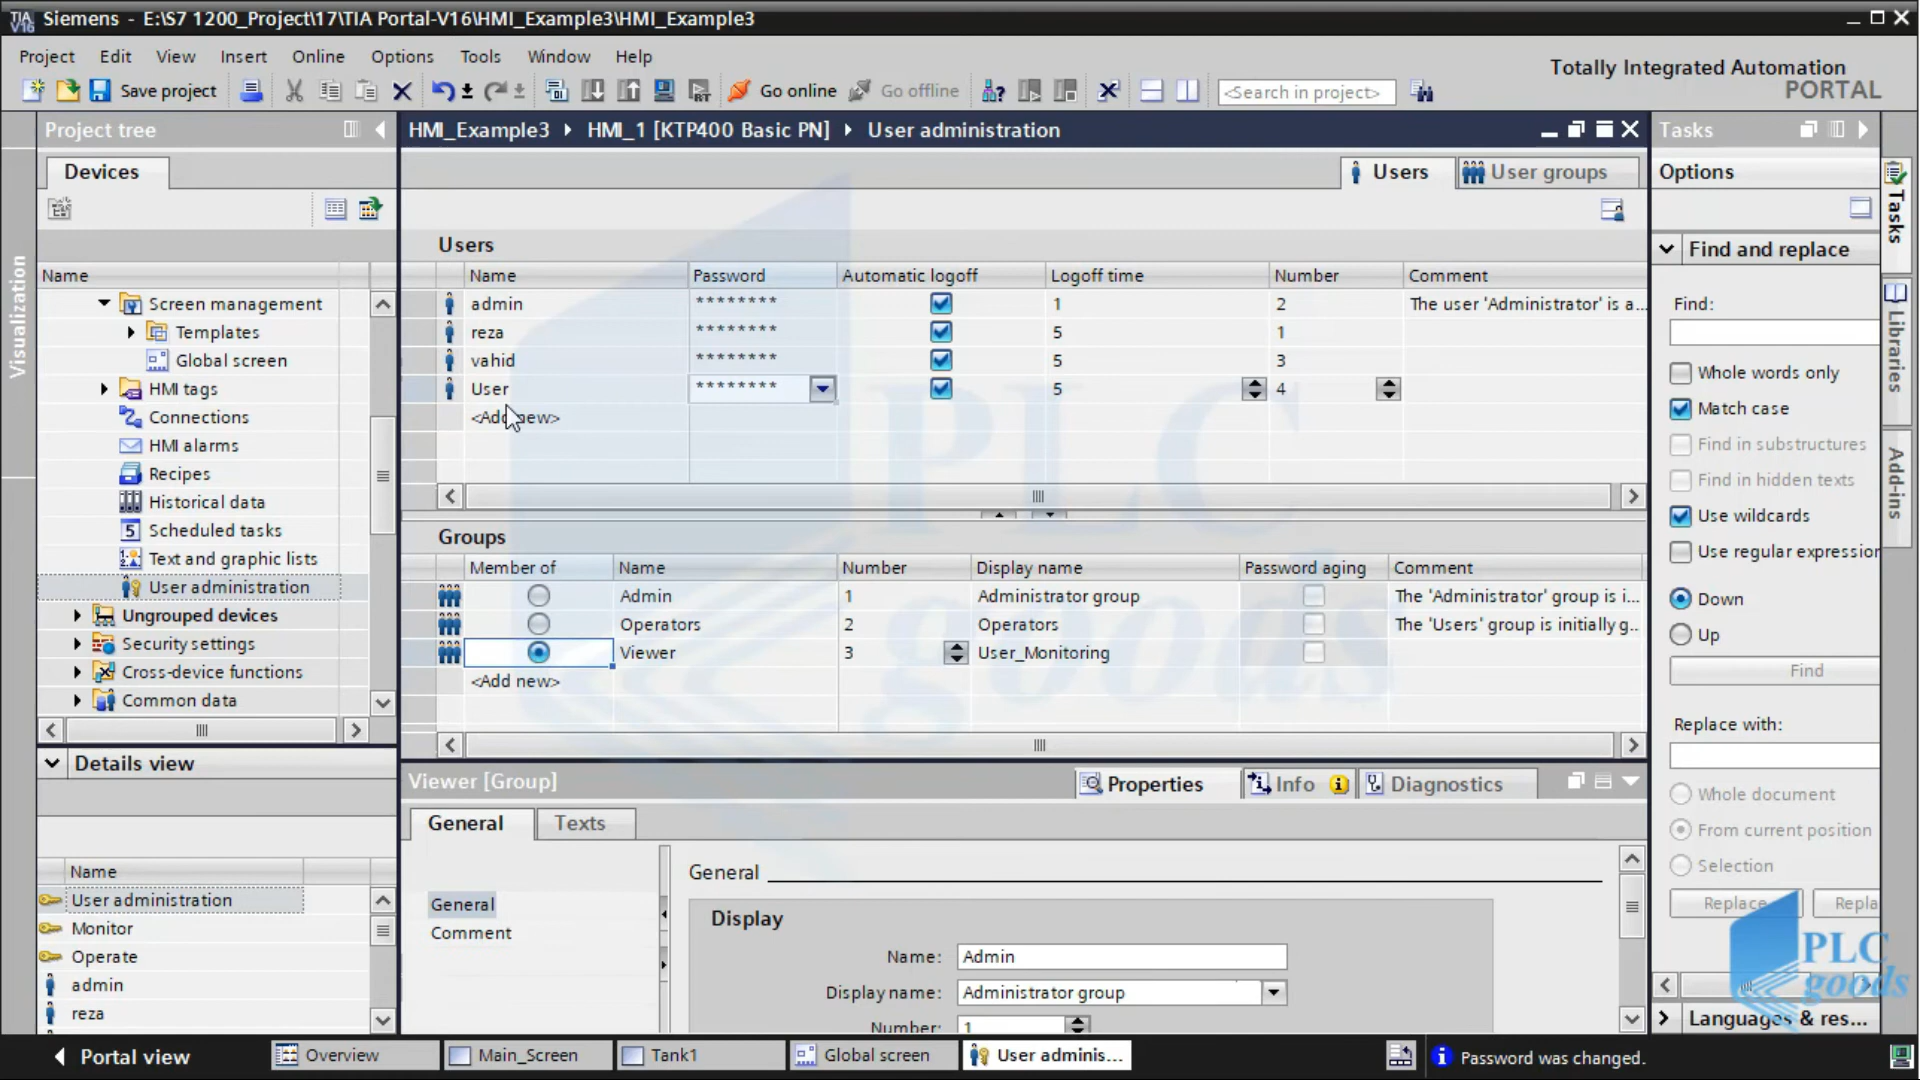 Siemens - E:\S7 1200_Project\17\TIA Portal-V16\HMI_Example3\HMI_Example3
Project Edit View Insert Online Options Tools Window Help
Totally Integrated Automation
PORTAL
Save project Go online Go offline <Search in project>
Project tree
HMI_Example3 HMI_1 [KTP400 Basic PN] User administration
Tasks
Devices
Users User groups
Options
Visualization
Tasks
Libraries
Add-ins
Users
Find and replace
Name
Name Password Automatic logoff Logoff time Number Comment
admin ******** 1 2 The user 'Administrator' is a...
reza ******** 5 1
vahid ******** 5 3
User ******** 5 4
<Add new>
Screen management
Templates
Global screen
HMI tags
Connections
HMI alarms
Recipes
Historical data
Scheduled tasks
Text and graphic lists
User administration
Ungrouped devices
Security settings
Cross-device functions
Common data
Find:
Whole words only
Match case
Find in substructures
Find in hidden texts
Use wildcards
Use regular expression
Down
Up
Find
Replace with:
Whole document
From current position
Selection
Replace Repla
Languages & res...
Groups
Member of Name Number Display name Password aging Comment
Admin 1 Administrator group The 'Administrator' group is i...
Operators 2 Operators The 'Users' group is initially g..
Viewer 3 User_Monitoring
<Add new>
PLC
goods
Details view
Name
User administration
Monitor
Operate
admin
reza
Viewer [Group]
Properties Info Diagnostics
General Texts
General
Comment
General
Display
Name: Admin
Display name: Administrator group
Number: 1
PLC
goods
Portal view Overview Main_Screen Tank1 Global screen User adminis... Password was changed.